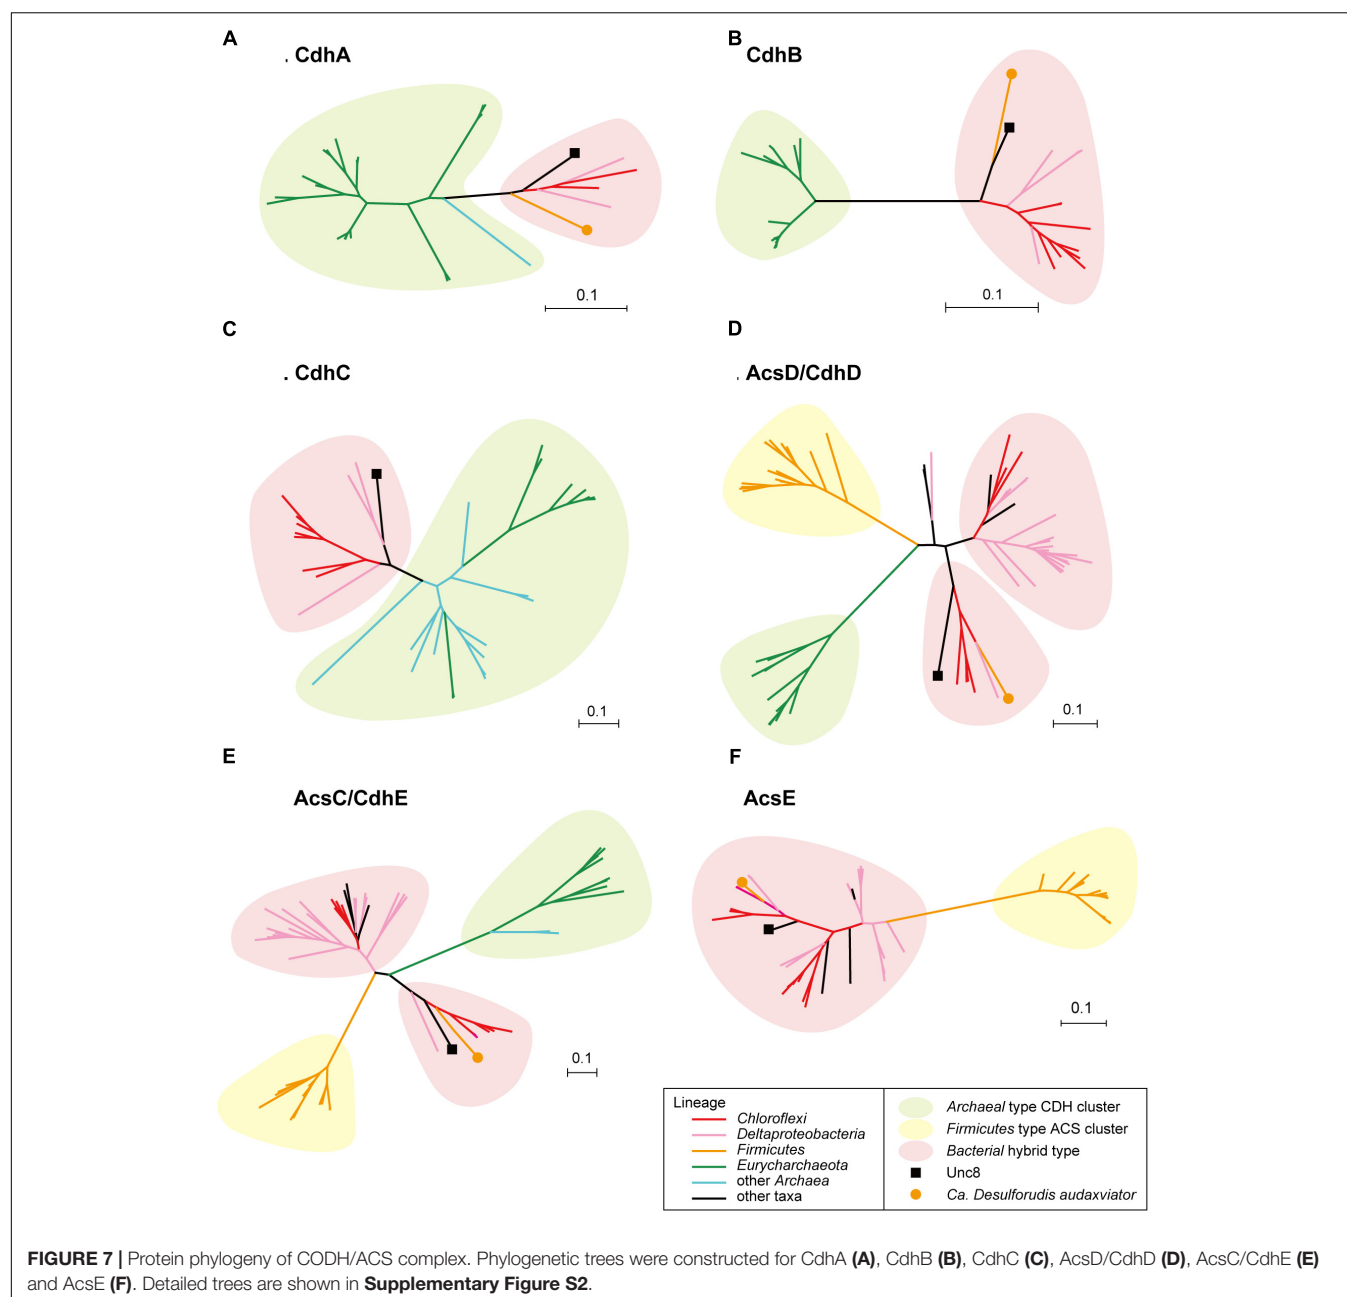 A
. CdhA
B
CdhB
0.1
0.1
C
. CdhC
D
. AcsD/CdhD
0.1
0.1
E
AcsC/CdhE
F
AcsE
0.1
0.1
Lineage
Chloroflexi
Deltaproteobacteria
Firmicutes
Eurycharchaeota
other Archaea
other taxa
Archaeal type CDH cluster
Firmicutes type ACS cluster
Bacterial hybrid type
Unc8
Ca. Desulforudis audaxviator
FIGURE 7 | Protein phylogeny of CODH/ACS complex. Phylogenetic trees were constructed for CdhA (A), CdhB (B), CdhC (C), AcsD/CdhD (D), AcsC/CdhE (E)
and AcsE (F). Detailed trees are shown in Supplementary Figure S2.